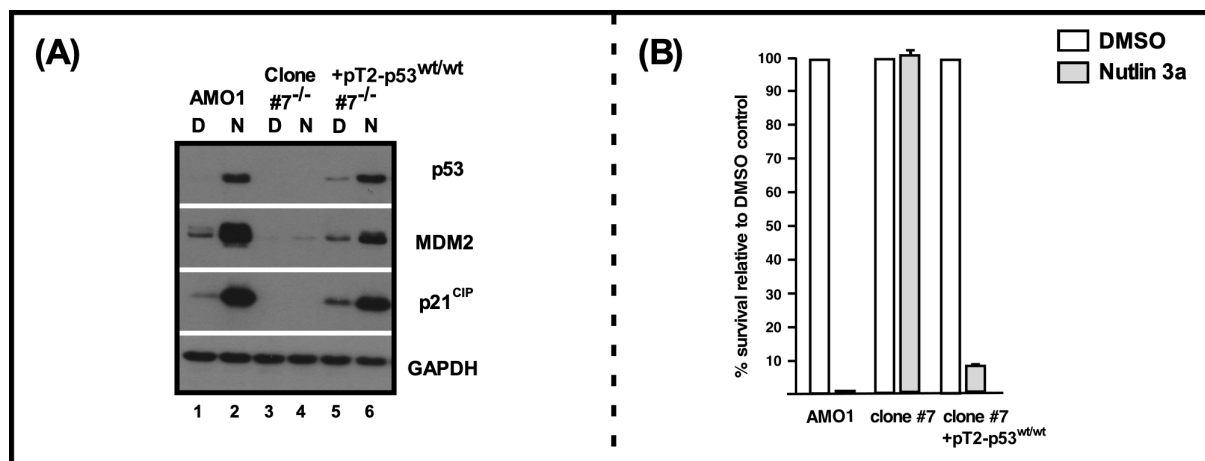 (A)
Clone +pT2-p53wt/wt
AMO1 #7-/- #7-/-
D N D N D N
p53
MDM2
p21CIP
GAPDH
1 2 3 4 5 6
(B)
DMSO
Nutlin 3a
% survival relative to DMSO control
100
90
80
70
60
50
40
30
20
10
AMO1 clone #7 clone #7
+pT2-p53wt/wt